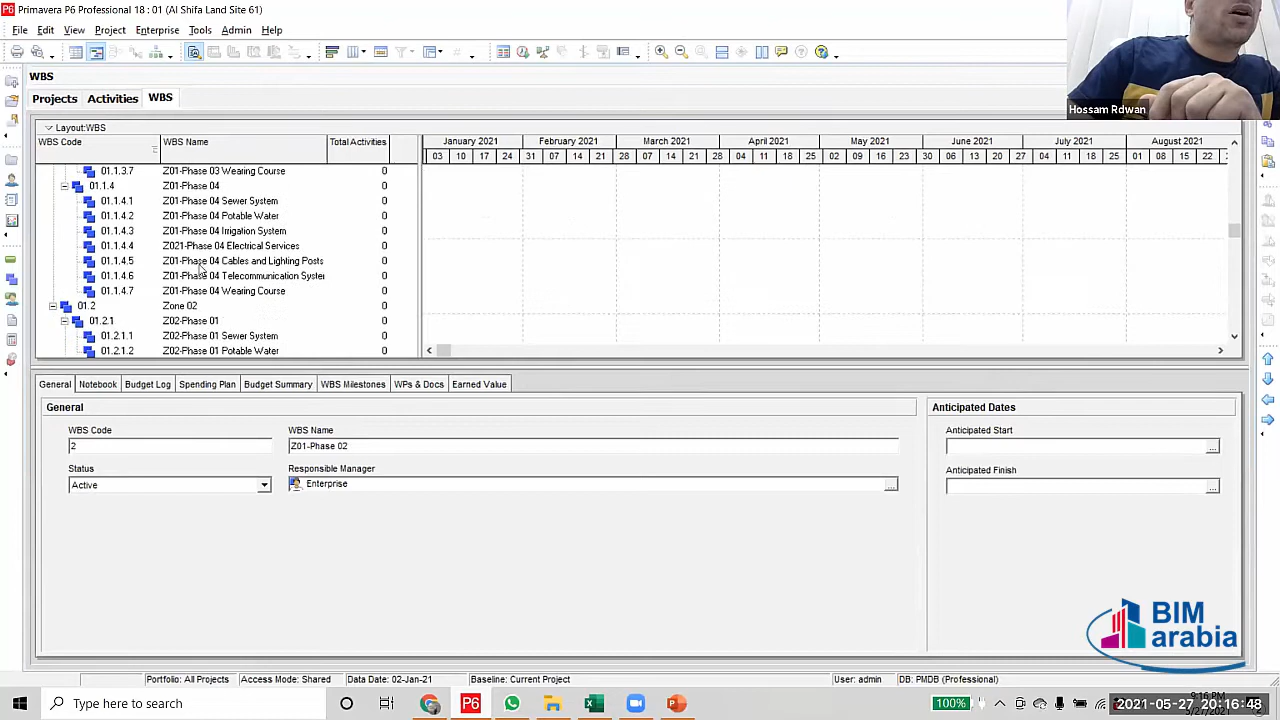 Primavera P6 Professional 18 : 01 (Al Shifa Land Site 61)
File Edit View Project Enterprise Tools Admin Help
WBS
Projects Activities WBS
Layout:WBS
WBS Code WBS Name Total Activities
January 2021 February 2021 March 2021 April 2021 May 2021 June 2021 July 2021 August 2021
03 10 17 24 31 07 14 21 28 07 14 21 28 04 11 18 25 02 09 16 23 30 06 13 20 27 04 11 18 25 01 08 15 22
01.1.3.7 Z01-Phase 03 Wearing Course 0
01.1.4 Z01-Phase 04 0
01.1.4.1 Z01-Phase 04 Sewer System 0
01.1.4.2 Z01-Phase 04 Potable Water 0
01.1.4.3 Z01-Phase 04 Irrigation System 0
01.1.4.4 Z021-Phase 04 Electrical Services 0
01.1.4.5 Z01-Phase 04 Cables and Lighting Posts 0
01.1.4.6 Z01-Phase 04 Telecommunication Syster 0
01.1.4.7 Z01-Phase 04 Wearing Course 0
01.2 Zone 02 0
01.2.1 Z02-Phase 01 0
01.2.1.1 Z02-Phase 01 Sewer System 0
01.2.1.2 Z02-Phase 01 Potable Water 0
General Notebook Budget Log Spending Plan Budget Summary WBS Milestones WPs & Docs Earned Value
General
WBS Code WBS Name
2 Z01-Phase 02
Status Responsible Manager
Active Enterprise
Anticipated Dates
Anticipated Start
Anticipated Finish
Portfolio: All Projects Access Mode: Shared Data Date: 02-Jan-21 Baseline: Current Project User: admin DB: PMDB (Professional)
Type here to search
100%
9:16 PM
2021-05-27 20:16:48
Hossam Rdwan
BIM
arabia